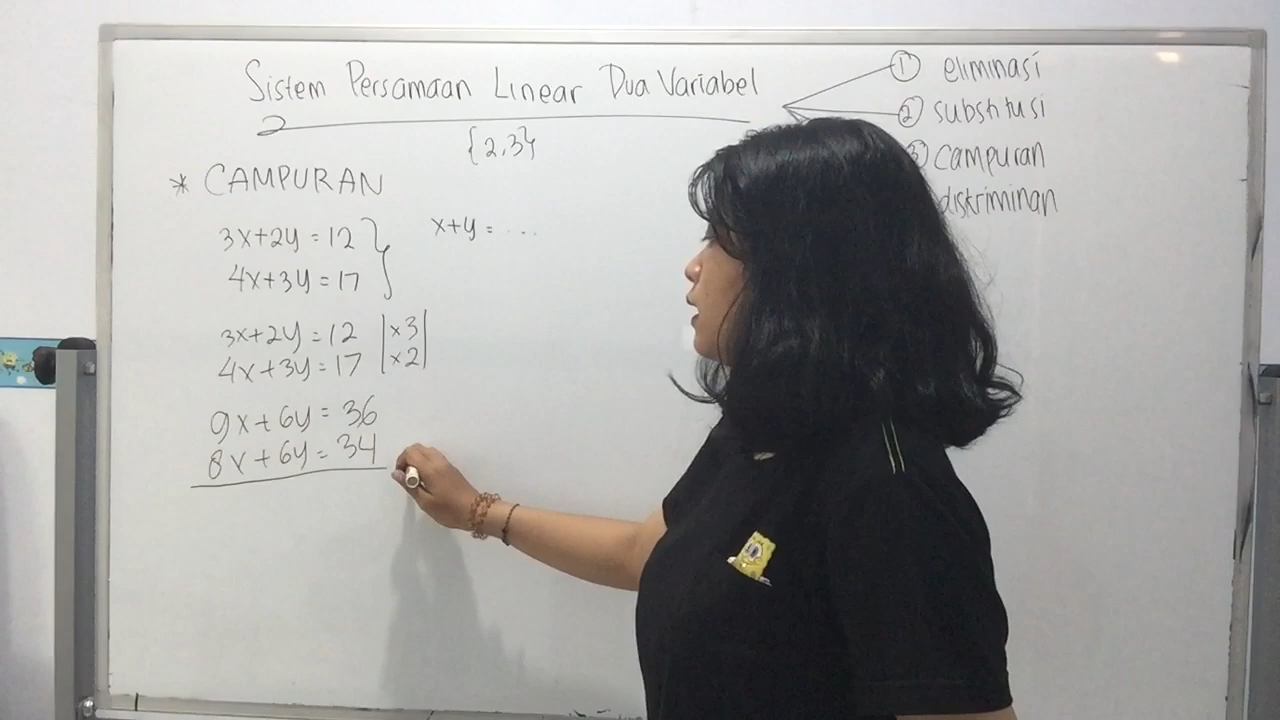 Sistem Persamaan Linear Dua Variabel
① eliminasi
② substitusi
③ campuran
diskriminan
{2,3}
* CAMPURAN
3x+2y = 12
4x+3y = 17
x+y = ...
3x+2y = 12 |x3|
4x+3y = 17 |x2|
9x+6y = 36
8x+6y = 34